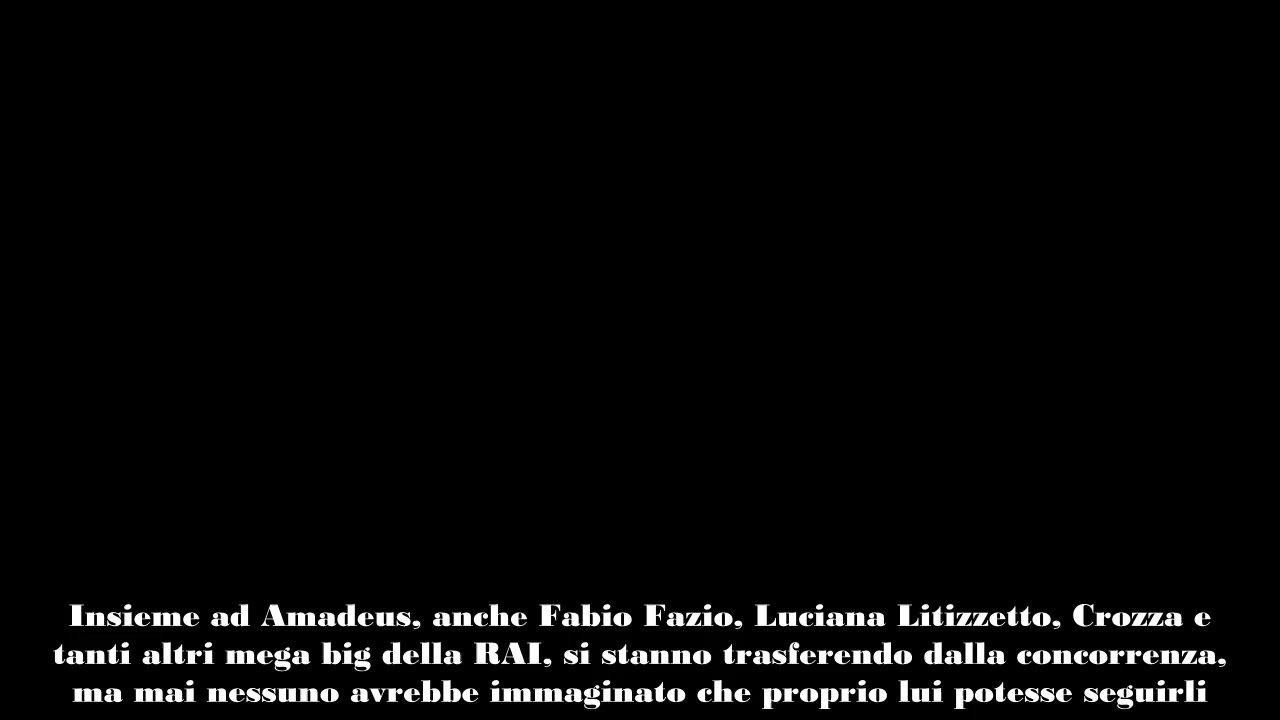 Insieme ad Amadeus, anche Fabio Fazio, Luciana Litizzetto, Crozza e
tanti altri mega big della RAI, si stanno trasferendo dalla concorrenza,
ma mai nessuno avrebbe immaginato che proprio lui potesse seguirli